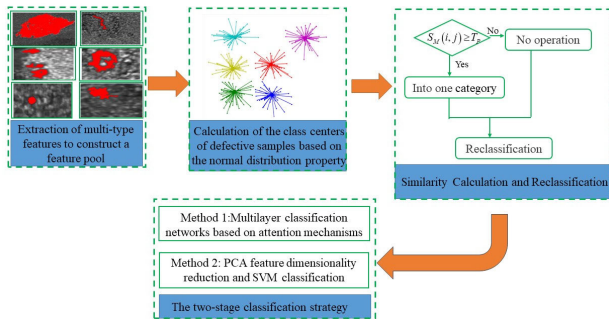 Extraction of multi-type
features to construct a
feature pool
Calculation of the class centers
of defective samples based on
the normal distribution property
S_M(i, j) ≥ T_P
No
No operation
Yes
Into one category
Reclassification
Similarity Calculation and Reclassification
Method 1:Multilayer classification
networks based on attention mechanisms
Method 2: PCA feature dimensionality
reduction and SVM classification
The two-stage classification strategy